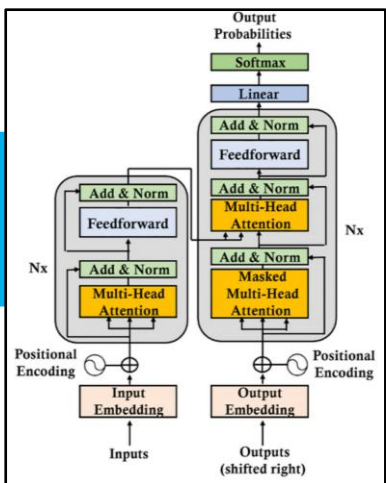 Output
Probabilities
Softmax
Linear
Add & Norm
Feedforward
Add & Norm
Multi-Head
Attention
Nx
Add & Norm
Masked
Multi-Head
Attention
Add & Norm
Feedforward
Nx
Add & Norm
Multi-Head
Attention
Positional
Encoding
Positional
Encoding
Input
Embedding
Output
Embedding
Inputs
Outputs
(shifted right)